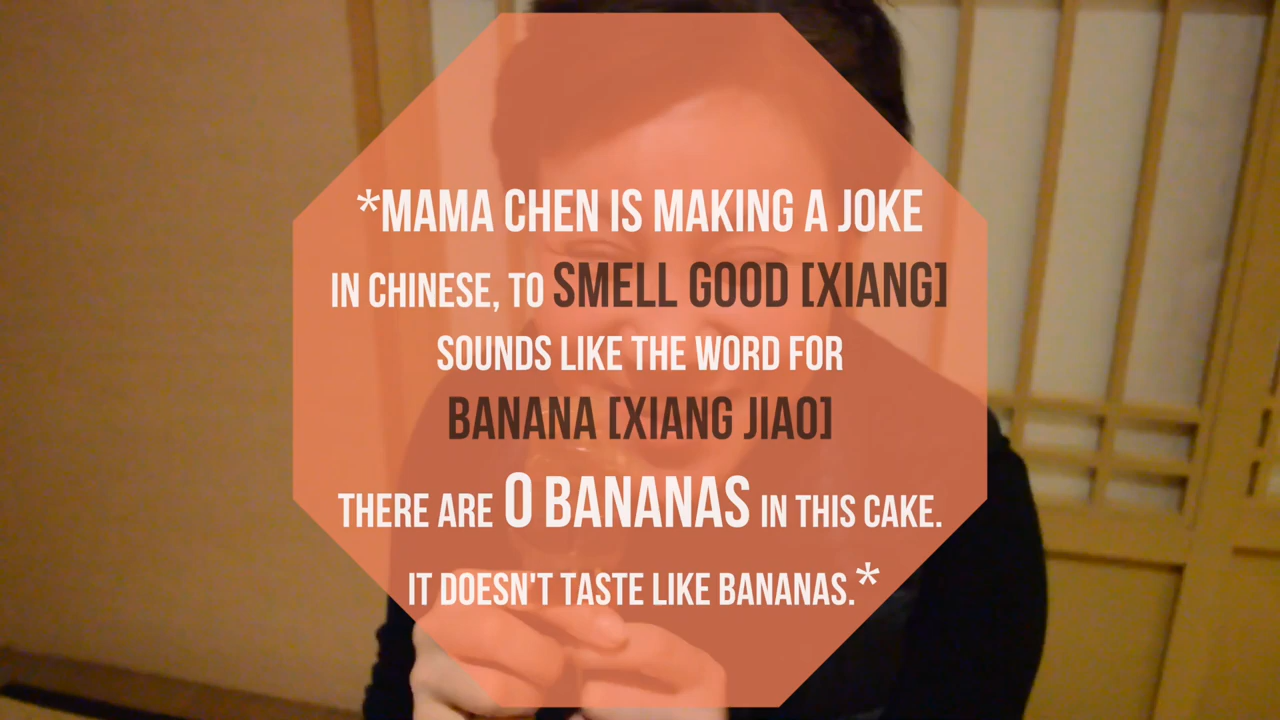 *MAMA CHEN IS MAKING A JOKE
IN CHINESE, TO SMELL GOOD [XIANG]
SOUNDS LIKE THE WORD FOR
BANANA [XIANG JIAO]
THERE ARE 0 BANANAS IN THIS CAKE.
IT DOESN'T TASTE LIKE BANANAS.*